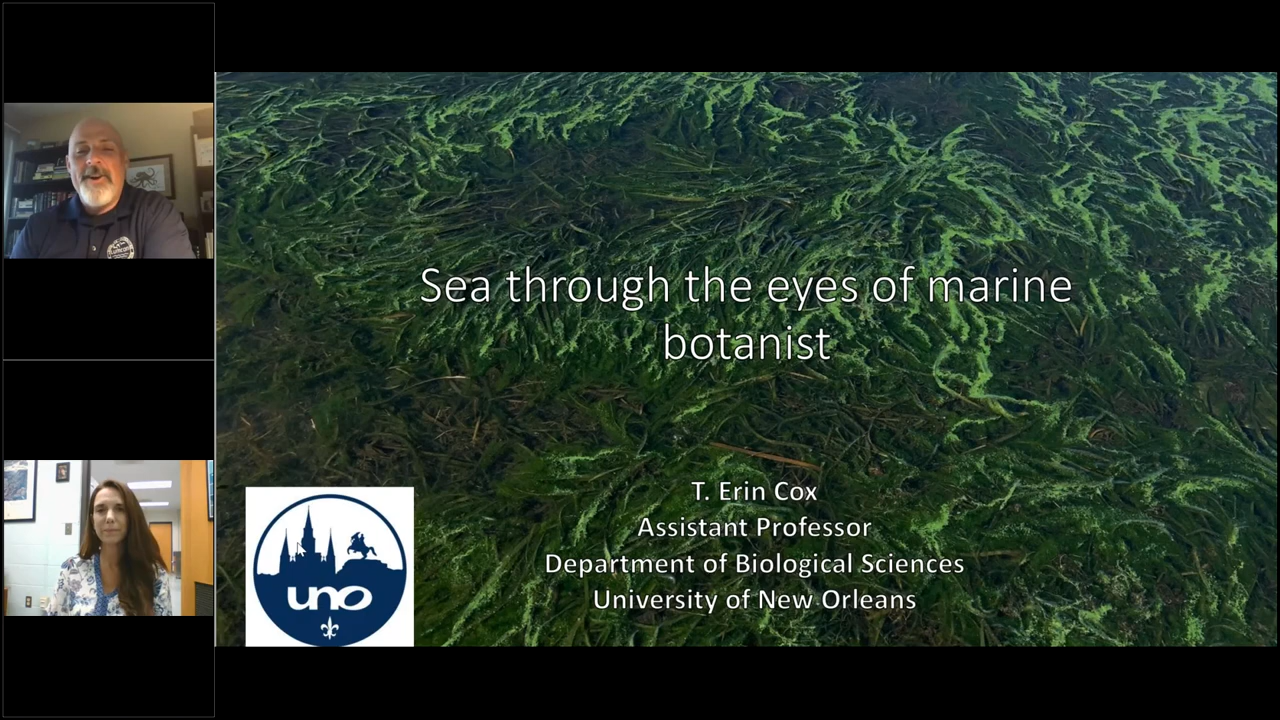 Sea through the eyes of marine
botanist
T. Erin Cox
Assistant Professor
Department of Biological Sciences
University of New Orleans
uno